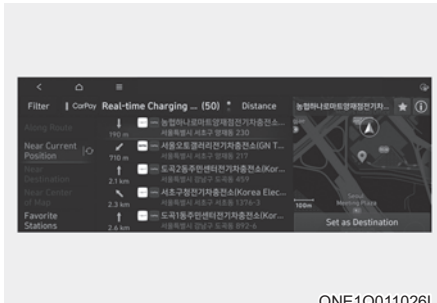 Filter CarPay Real-time Charging ... (50) Distance 농협하나로마트양재점전기차...
Along Route 190 m 농협하나로마트양재점전기차충전소...
서울특별시 서초구 양재동 230
Near Current
Position 710 m 서울오토갤러리전기차충전소(GN T...
서울특별시 서초구 양재동 217
Near
Destination 2.1 km 도곡2동주민센터전기차충전소(Kor...
서울특별시 강남구 도곡동 459
Near Center
of Map 2.3 km 서초구청전기차충전소(Korea Elec...
서울특별시 서초구 서초동 1376-3
Favorite
Stations 2.6 km 도곡1동주민센터전기차충전소(Kor...
서울특별시 강남구 도곡동 892-6
100m
Seoul
Meeting Plaza
Set as Destination
ONE1Q011026L